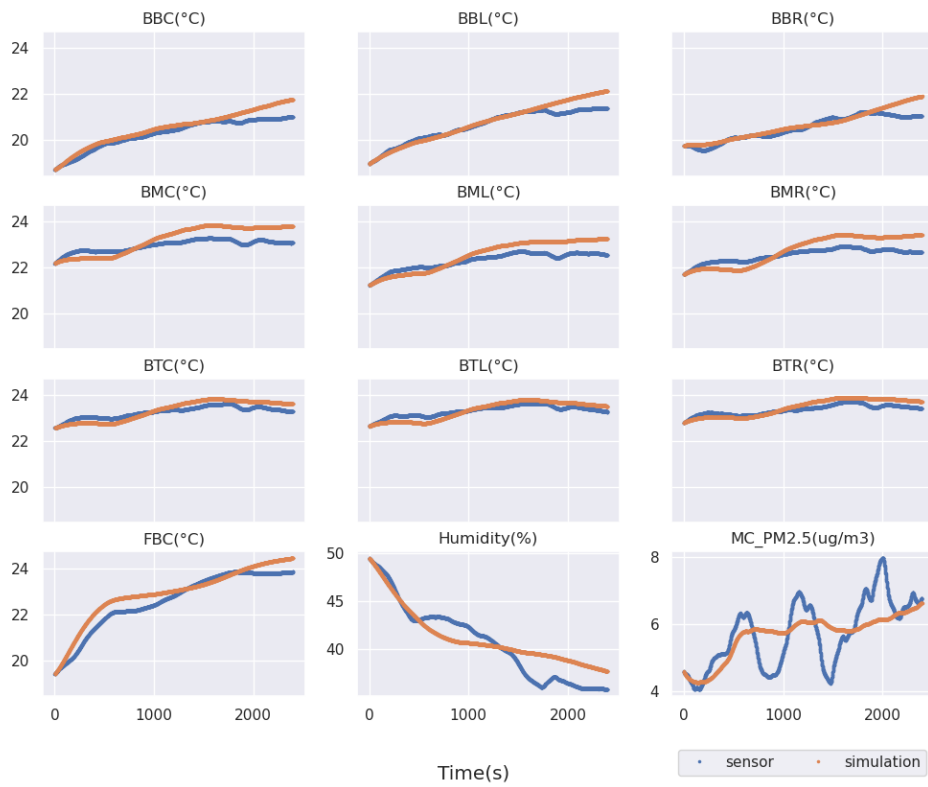 BBC(°C) BBL(°C) BBR(°C)
24
22
20
BMC(°C) BML(°C) BMR(°C)
24
22
20
BTC(°C) BTL(°C) BTR(°C)
24
22
20
FBC(°C) Humidity(%) MC_PM2.5(ug/m3)
24
22
20
50
45
40
8
6
4
0 1000 2000 0 1000 2000 0 1000 2000
Time(s)
sensor simulation